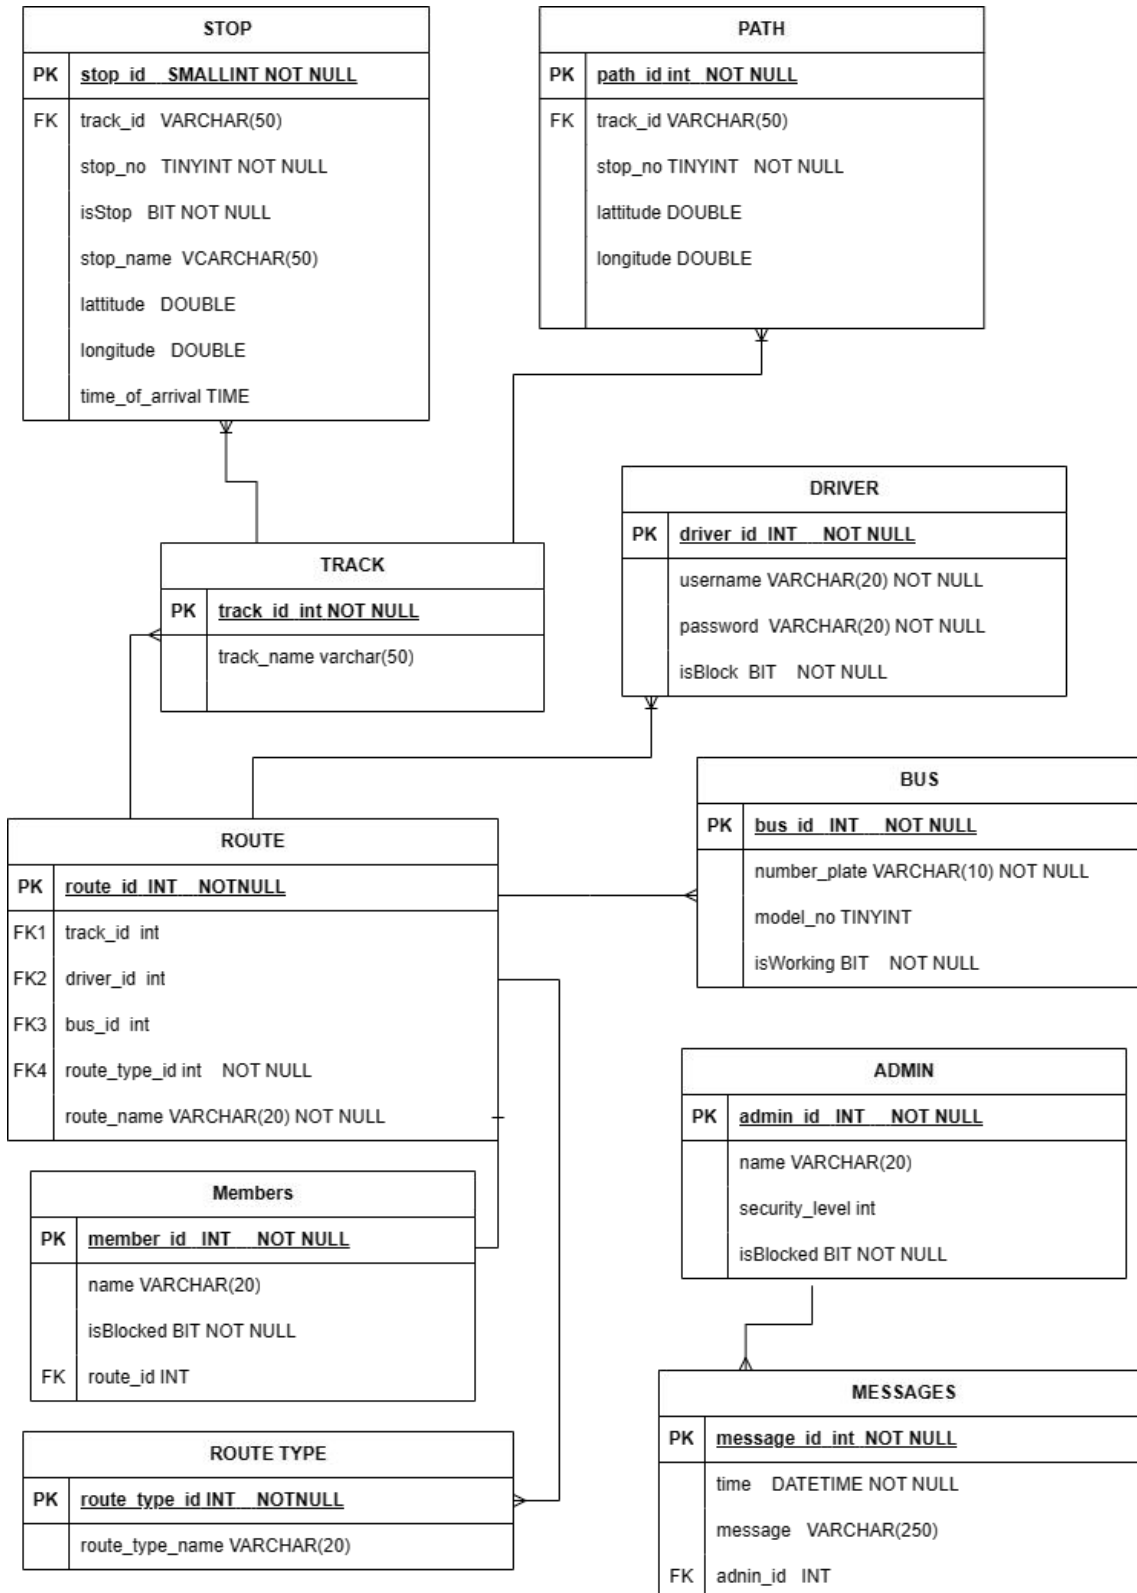 STOP
PK stop_id SMALLINT NOT NULL
FK track_id VARCHAR(50)
stop_no TINYINT NOT NULL
isStop BIT NOT NULL
stop_name VCARCHAR(50)
lattitude DOUBLE
longitude DOUBLE
time_of_arrival TIME
PATH
PK path_id int NOT NULL
FK track_id VARCHAR(50)
stop_no TINYINT NOT NULL
lattitude DOUBLE
longitude DOUBLE
TRACK
PK track_id int NOT NULL
track_name varchar(50)
DRIVER
PK driver_id INT NOT NULL
username VARCHAR(20) NOT NULL
password VARCHAR(20) NOT NULL
isBlock BIT NOT NULL
BUS
PK bus_id INT NOT NULL
number_plate VARCHAR(10) NOT NULL
model_no TINYINT
isWorking BIT NOT NULL
ROUTE
PK route_id INT NOTNULL
FK1 track_id int
FK2 driver_id int
FK3 bus_id int
FK4 route_type_id int NOT NULL
route_name VARCHAR(20) NOT NULL
ADMIN
PK admin_id INT NOT NULL
name VARCHAR(20)
security_level int
isBlocked BIT NOT NULL
Members
PK member_id INT NOT NULL
name VARCHAR(20)
isBlocked BIT NOT NULL
FK route_id INT
MESSAGES
PK message_id int NOT NULL
time DATETIME NOT NULL
message VARCHAR(250)
FK adnin_id INT
ROUTE TYPE
PK route_type_id INT NOTNULL
route_type_name VARCHAR(20)